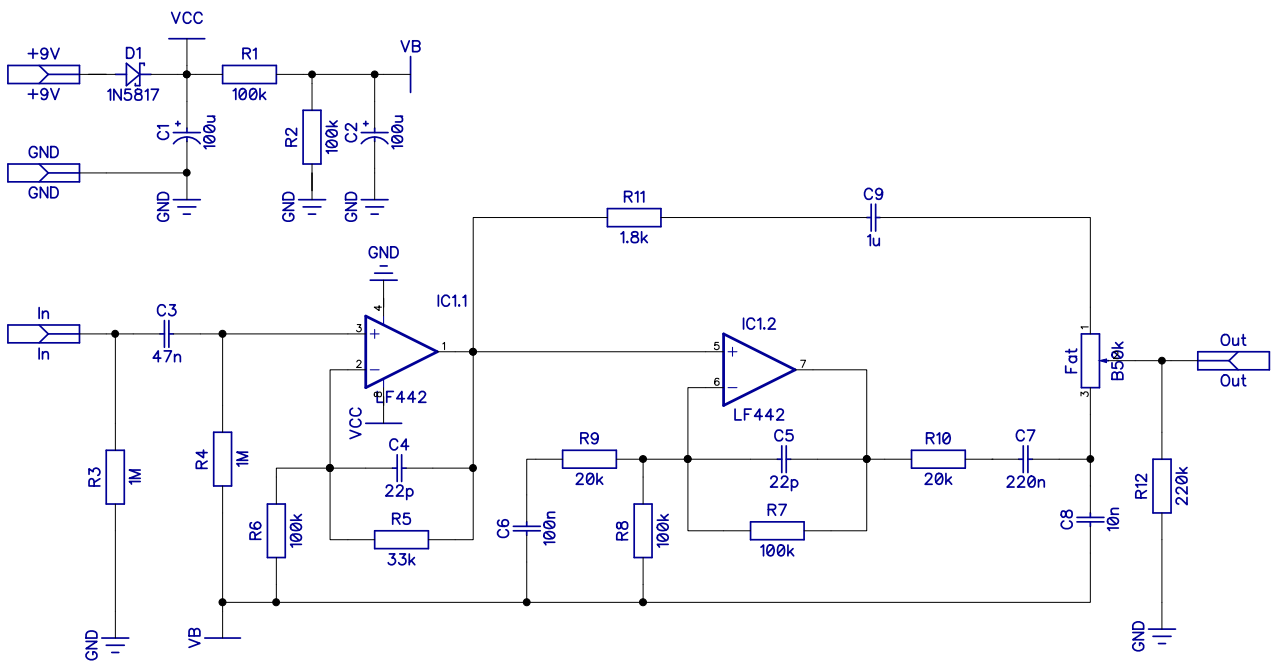 VCC
+9V
D1
R1
VB
+9V
1N5817
100k
C1
+
100u
R2
100k
C2
+
100u
GND
GND
GND
GND
GND
R11
C9
1.8k
1u
GND
4
IC1.1
In
C3
3
+
IC1.2
1
Out
In
47n
2
−
1
5
+
7
Fat
B50k
Out
8
LF442
6
−
3
VCC
LF442
R3
1M
R4
1M
C4
22p
R9
20k
C5
22p
R10
20k
C7
220n
R12
220k
R6
100k
R5
33k
C6
100n
R8
100k
R7
100k
C8
10n
GND
VB
GND